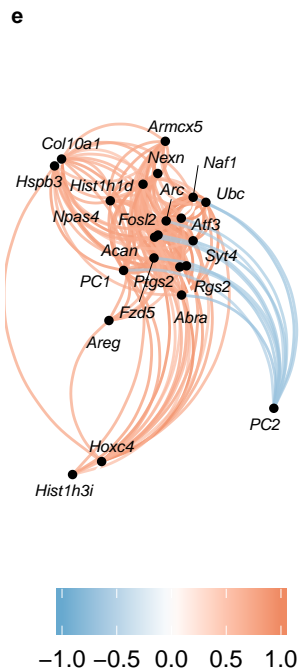 e
Armcx5
Col10a1
Nexn
Naf1
Hspb3
Hist1h1d
Arc
Ubc
Npas4
Fosl2
Atf3
Acan
Syt4
PC1
Ptgs2
Rgs2
Fzd5
Abra
Areg
PC2
Hoxc4
Hist1h3i
−1.0 −0.5 0.0 0.5 1.0